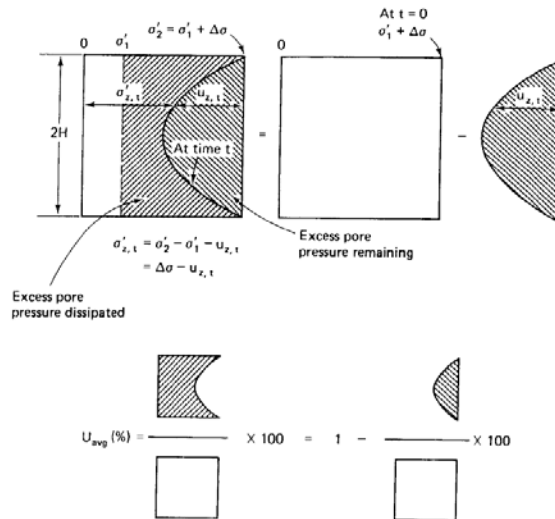 At t = 0
0 σ′₁ σ′₂ = σ′₁ + Δσ
0 σ′₁ + Δσ
σ′z, t uz, t
uz, t
2H
=
−
At time t
σ′z, t = σ′₂ − σ′₁ − uz, t
= Δσ − uz, t
Excess pore
pressure remaining
Excess pore
pressure dissipated
Uavg (%) = ———— × 100 = 1 − ———— × 100